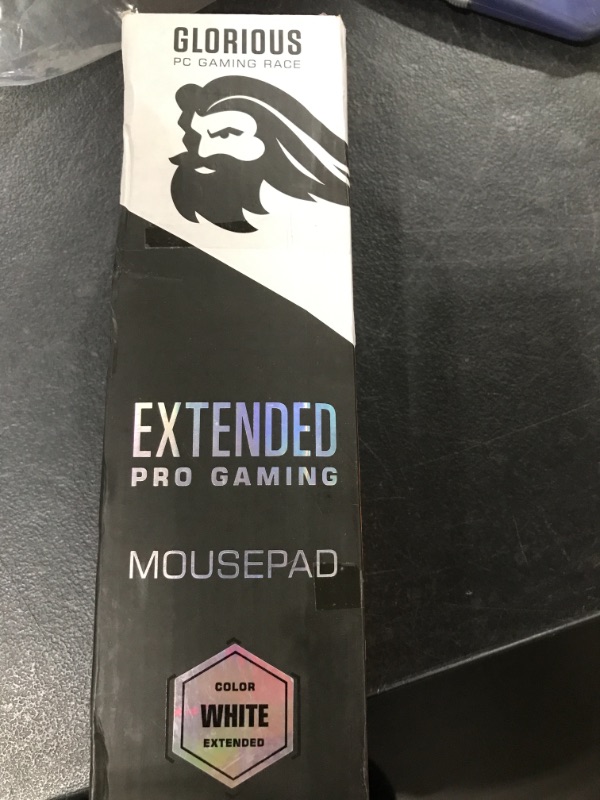 GLORIOUS
PC GAMING RACE
EXTENDED
PRO GAMING
MOUSEPAD
COLOR
WHITE
EXTENDED